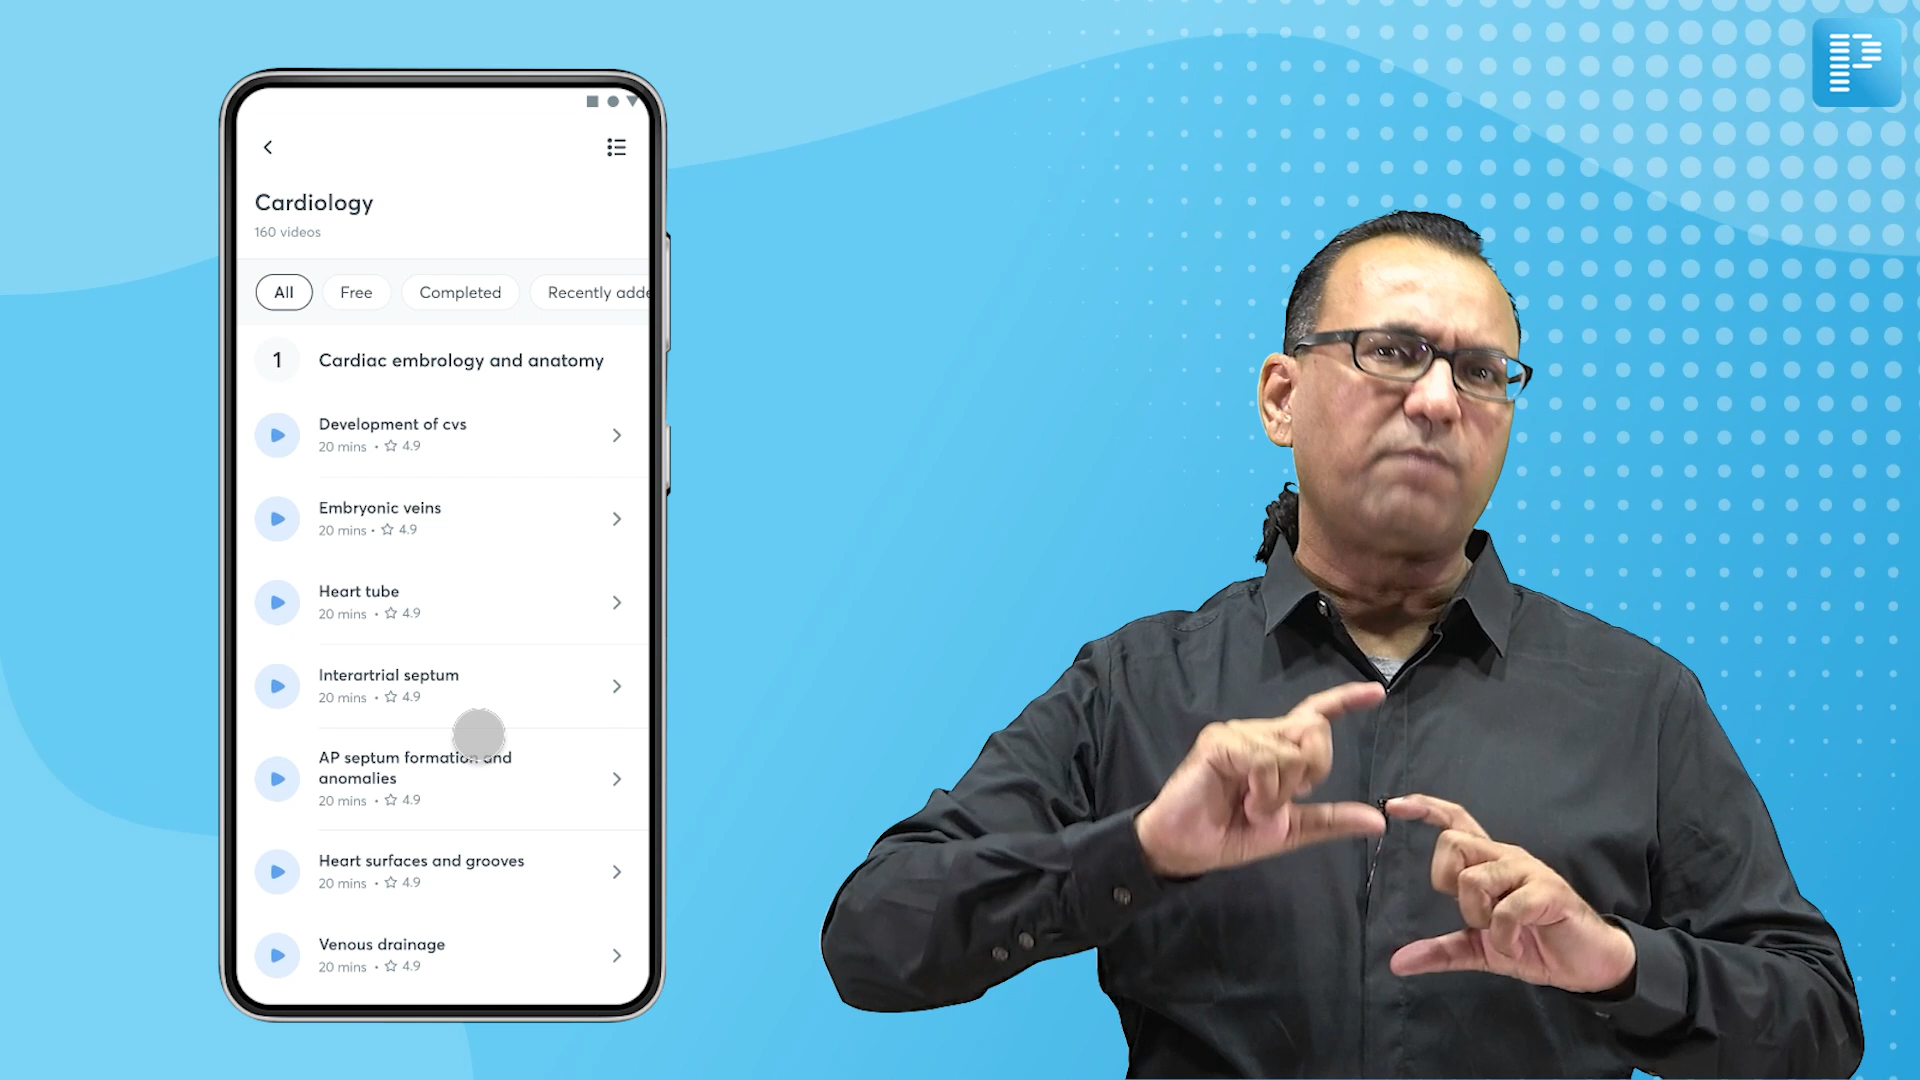 Cardiology
160 videos
All Free Completed Recently adde
1 Cardiac embrology and anatomy
Development of cvs
20 mins • 4.9
Embryonic veins
20 mins • 4.9
Heart tube
20 mins • 4.9
Interartrial septum
20 mins • 4.9
AP septum formation and
anomalies
20 mins • 4.9
Heart surfaces and grooves
20 mins • 4.9
Venous drainage
20 mins • 4.9
P